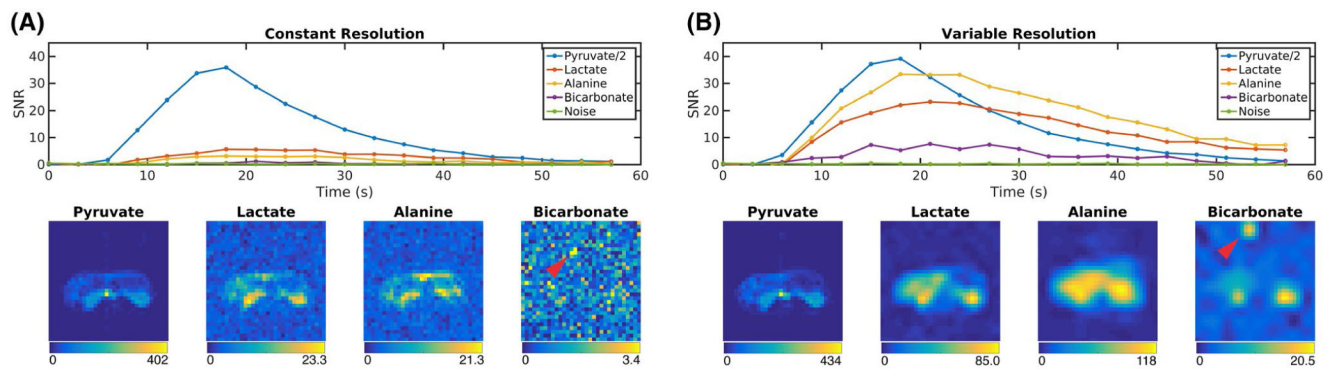 (A)
Constant Resolution
SNR
40
30
20
10
0
0 10 20 30 40 50 60
Time (s)
Pyruvate/2
Lactate
Alanine
Bicarbonate
Noise
Pyruvate Lactate Alanine Bicarbonate
0 402 0 23.3 0 21.3 0 3.4
(B)
Variable Resolution
SNR
40
30
20
10
0
0 10 20 30 40 50 60
Time (s)
Pyruvate/2
Lactate
Alanine
Bicarbonate
Noise
Pyruvate Lactate Alanine Bicarbonate
0 434 0 85.0 0 118 0 20.5